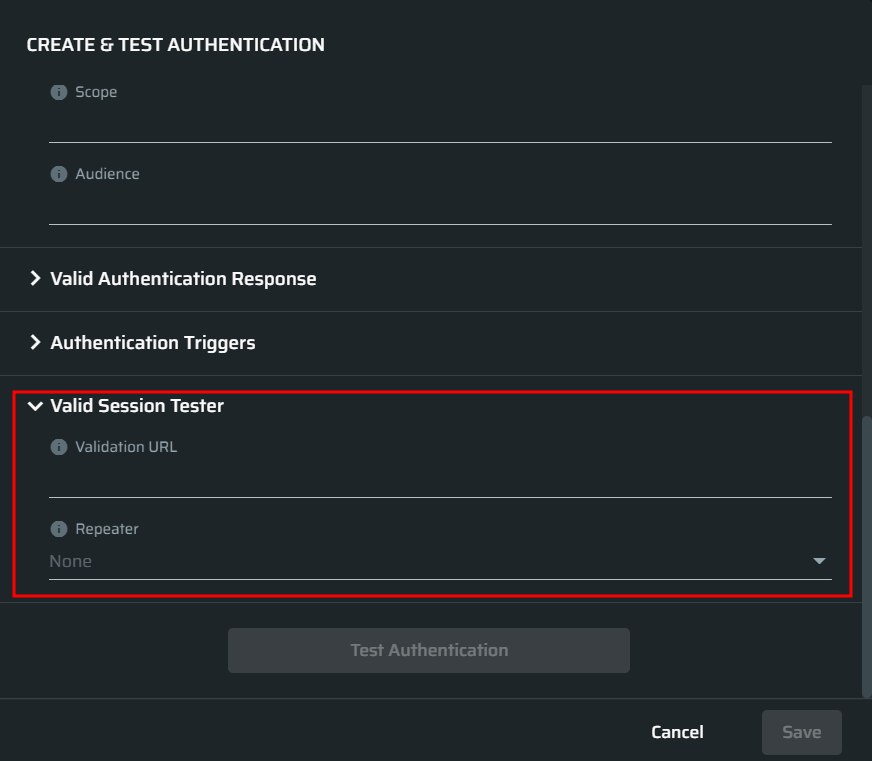 CREATE & TEST AUTHENTICATION
Scope
Audience
Valid Authentication Response
Authentication Triggers
Valid Session Tester
Validation URL
Repeater
None
Test Authentication
Cancel
Save